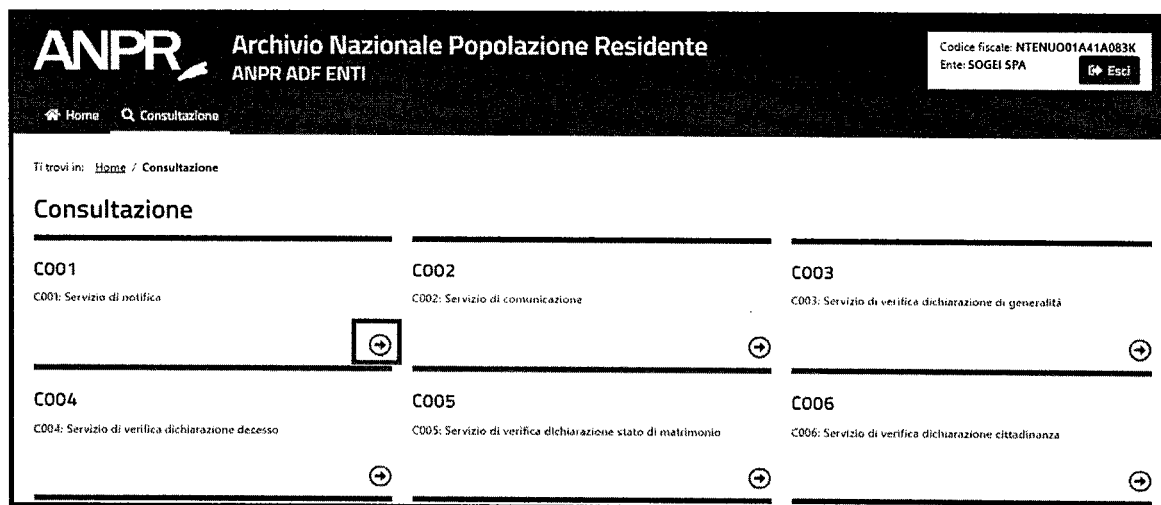 ANPR
Archivio Nazionale Popolazione Residente
ANPR ADF ENTI
Codice fiscale: NTENUO01A41A083K
Ente: SOGEI SPA
Esci
Home
Consultazione
Ti trovi in: Home / Consultazione
Consultazione
C001
C001: Servizio di notifica
C002
C002: Servizio di comunicazione
C003
C003: Servizio di verifica dichiarazione di generalità
C004
C004: Servizio di verifica dichiarazione decesso
C005
C005: Servizio di verifica dichiarazione stato di matrimonio
C006
C006: Servizio di verifica dichiarazione cittadinanza